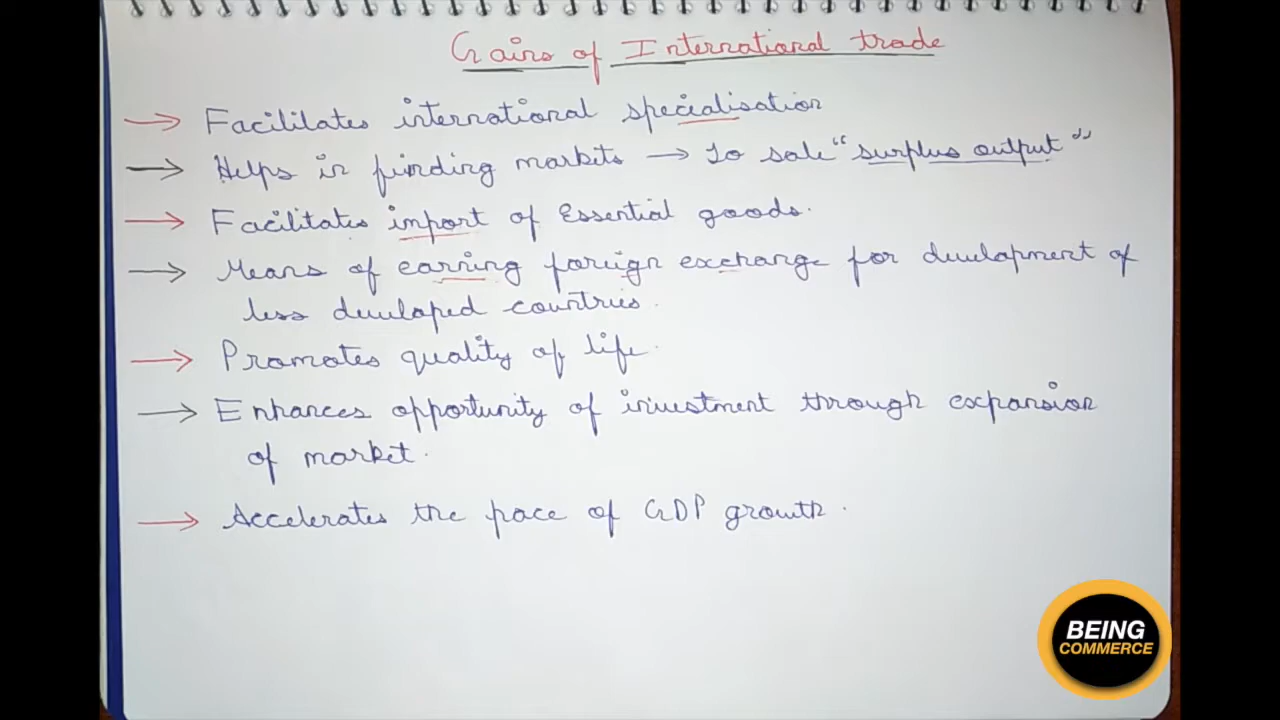 Gains of International trade
→ Facilitates international specialisation
→ Helps in finding markets → To sale "surplus output"
→ Facilitates import of Essential goods.
→ Means of earning foreign exchange for development of
less developed countries.
→ Promotes quality of life.
→ Enhances opportunity of investment through expansion
of market.
→ Accelerates the pace of GDP growth.
BEING
COMMERCE